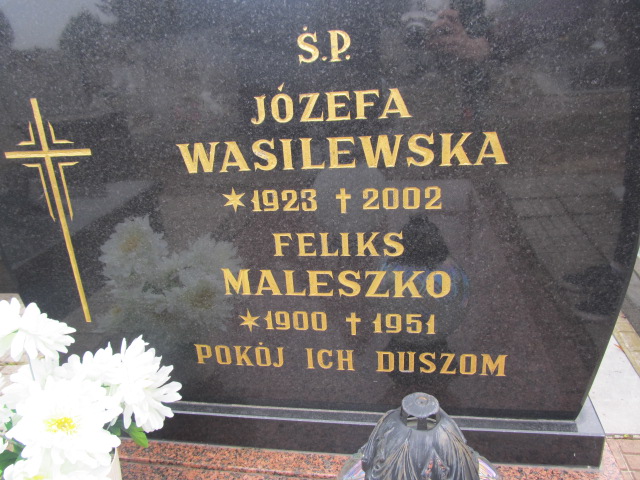 Ś.P.
JÓZEFA
WASILEWSKA
* 1923 † 2002
FELIKS
MALESZKO
* 1900 † 1951
POKÓJ ICH DUSZOM